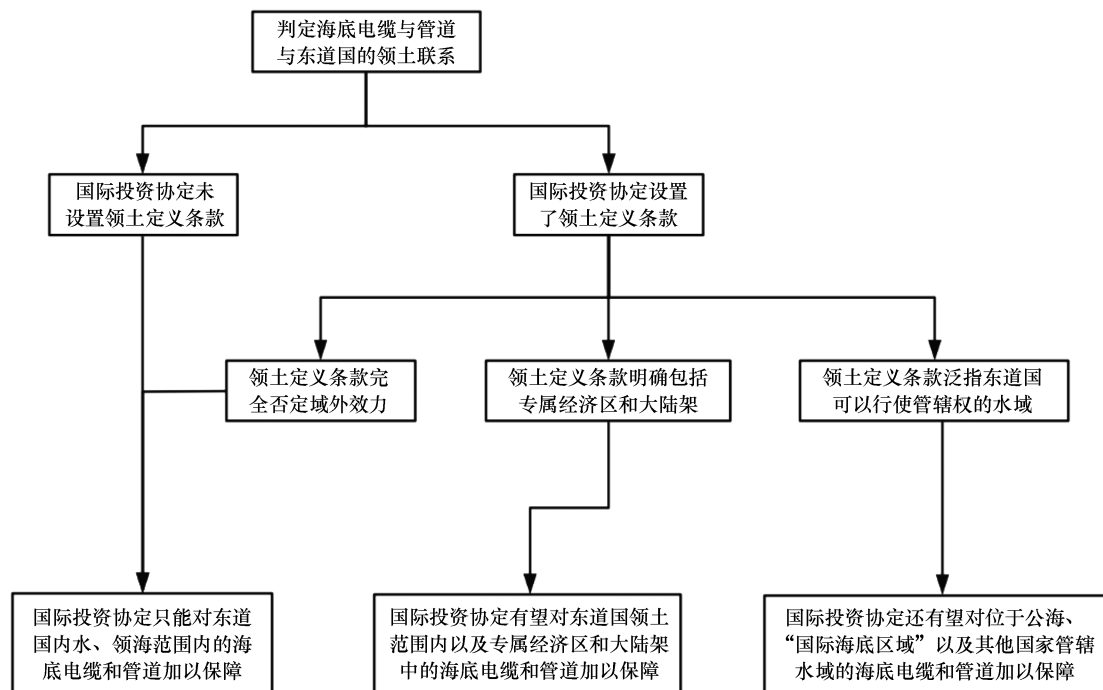 判定海底电缆与管道
与东道国的领土联系
国际投资协定未
设置领土定义条款
国际投资协定设置
了领土定义条款
领土定义条款完
全否定域外效力
领土定义条款明确包括
专属经济区和大陆架
领土定义条款泛指东道国
可以行使管辖权的水域
国际投资协定只能对东道
国内水、领海范围内的海
底电缆和管道加以保障
国际投资协定有望对东道国领土
范围内以及专属经济区和大陆架
中的海底电缆和管道加以保障
国际投资协定还有望对位于公海、
“国际海底区域”以及其他国家管辖
水域的海底电缆和管道加以保障